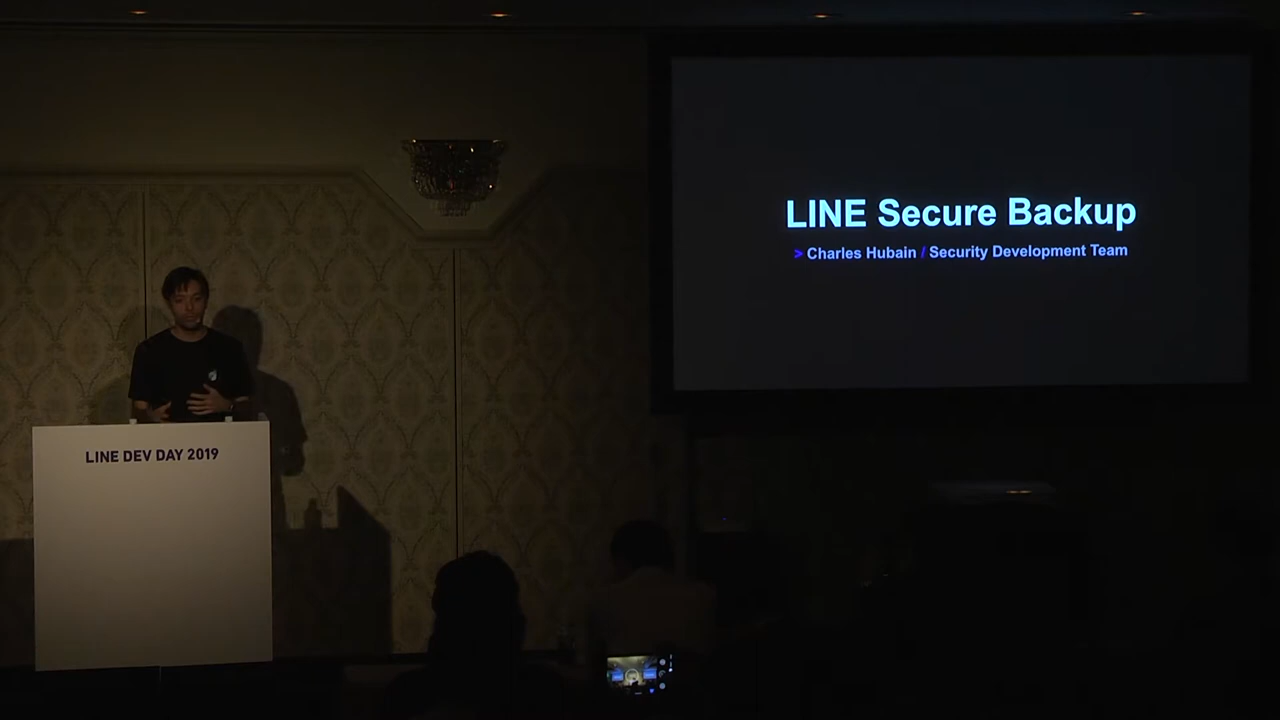 LINE Secure Backup
> Charles Hubain / Security Development Team
LINE DEV DAY 2019